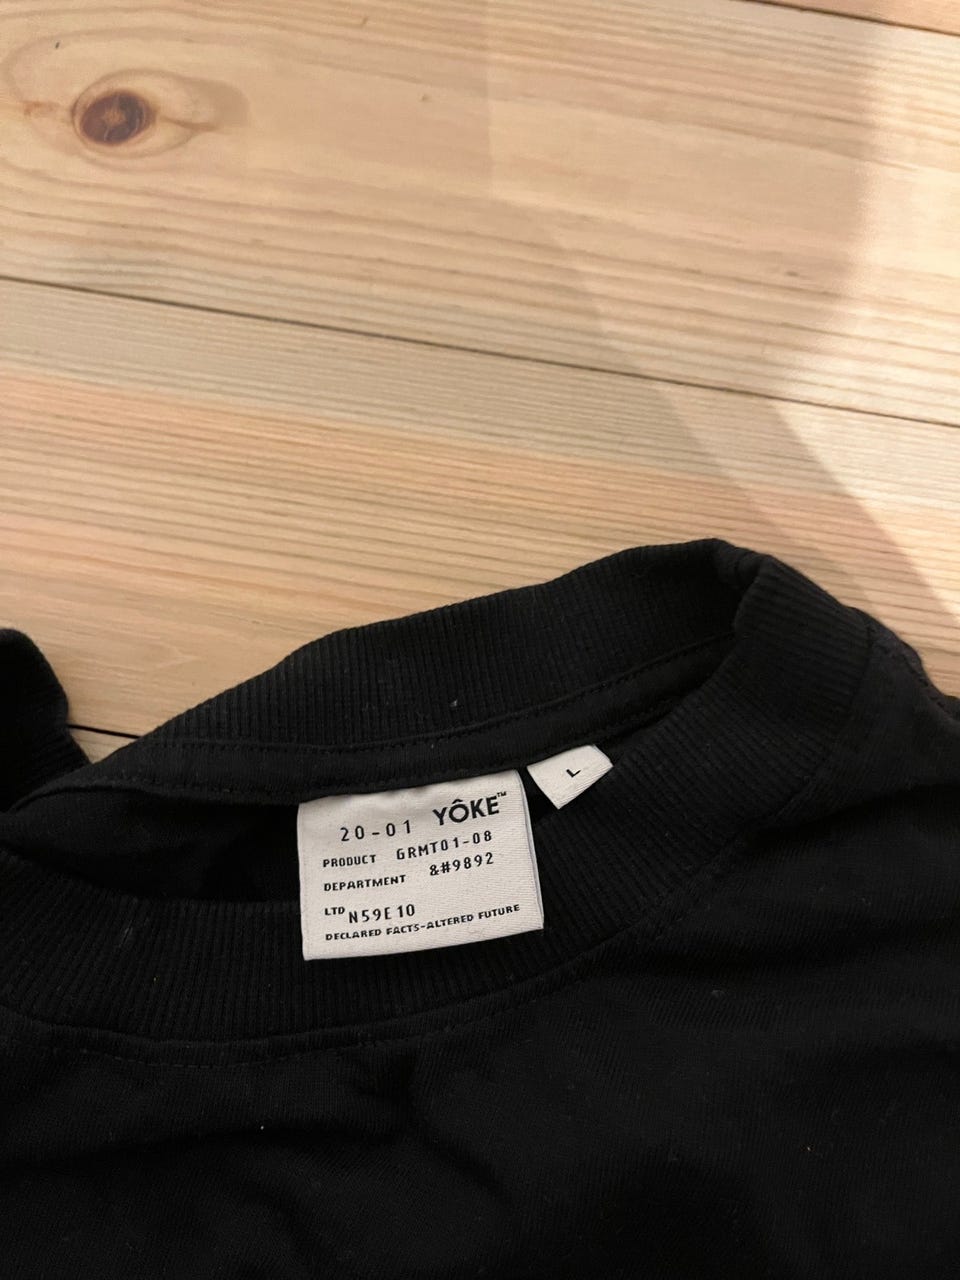 20-01 YÔKE™
PRODUCT GRMT01-08
DEPARTMENT &#9892
LTD N59E10
DECLARED FACTS-ALTERED FUTURE
L